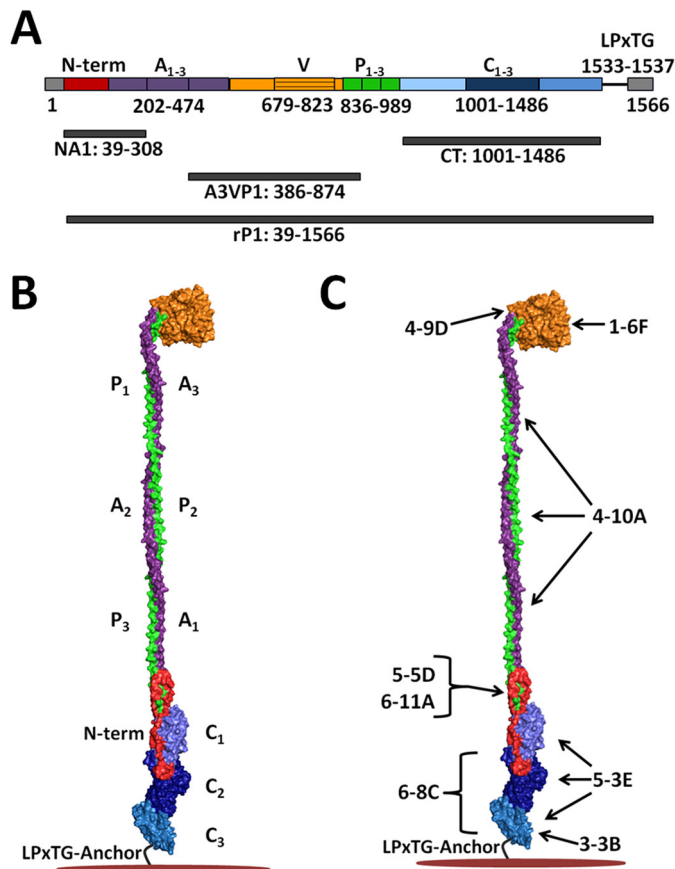 A
LPxTG
N-term A1-3 V P1-3 C1-3 1533-1537
1 202-474 679-823 836-989 1001-1486 1566
NA1: 39-308 CT: 1001-1486
A3VP1: 386-874
rP1: 39-1566
B C
4-9D 1-6F
P1 A3
A2 P2 4-10A
P3 A1
5-5D
6-11A
N-term C1
C2 6-8C 5-3E
C3 3-3B
LPxTG-Anchor LPxTG-Anchor